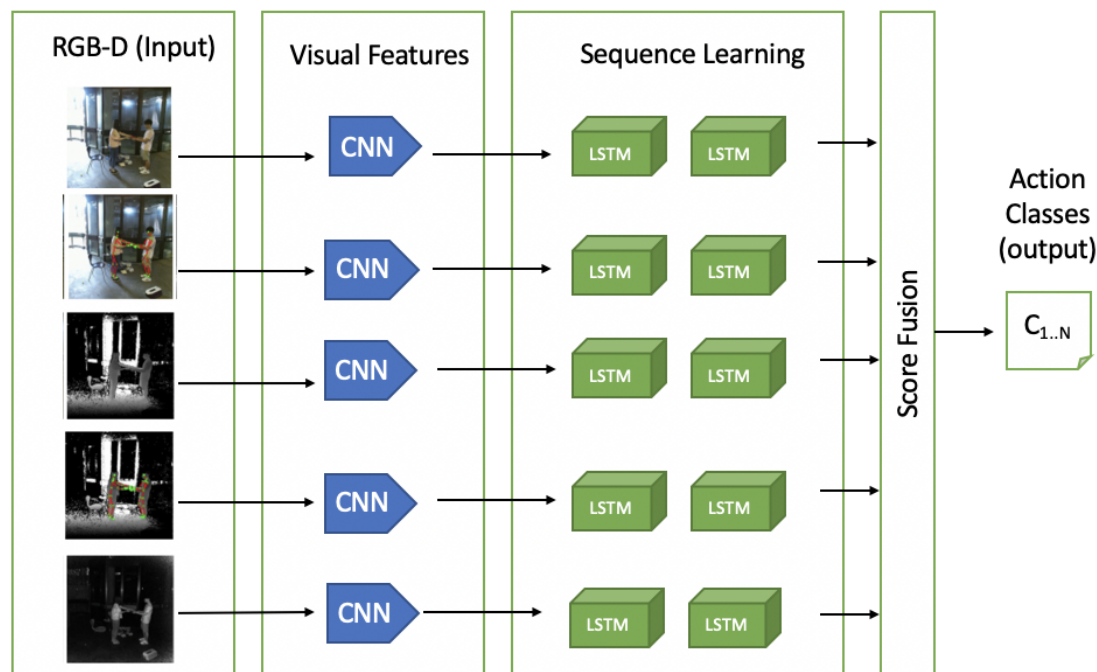 RGB-D (Input)
Visual Features
Sequence Learning
CNN
LSTM
LSTM
CNN
LSTM
LSTM
CNN
LSTM
LSTM
CNN
LSTM
LSTM
CNN
LSTM
LSTM
Score Fusion
Action
Classes
(output)
C1..N